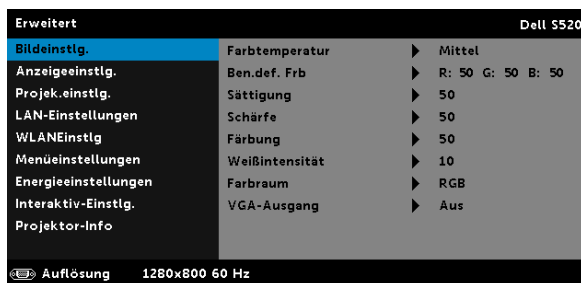 Erweitert Dell S520
Bildeinstlg. Farbtemperatur Mittel
Anzeigeeinstlg. Ben.def. Frb R: 50 G: 50 B: 50
Projek.einstlg. Sättigung 50
LAN-Einstellungen Schärfe 50
WLANEinstlg Färbung 50
Menüeinstellungen Weißintensität 10
Energieeinstellungen Farbraum RGB
Interaktiv-Einstlg. VGA-Ausgang Aus
Projektor-Info
Auflösung 1280x800 60 Hz